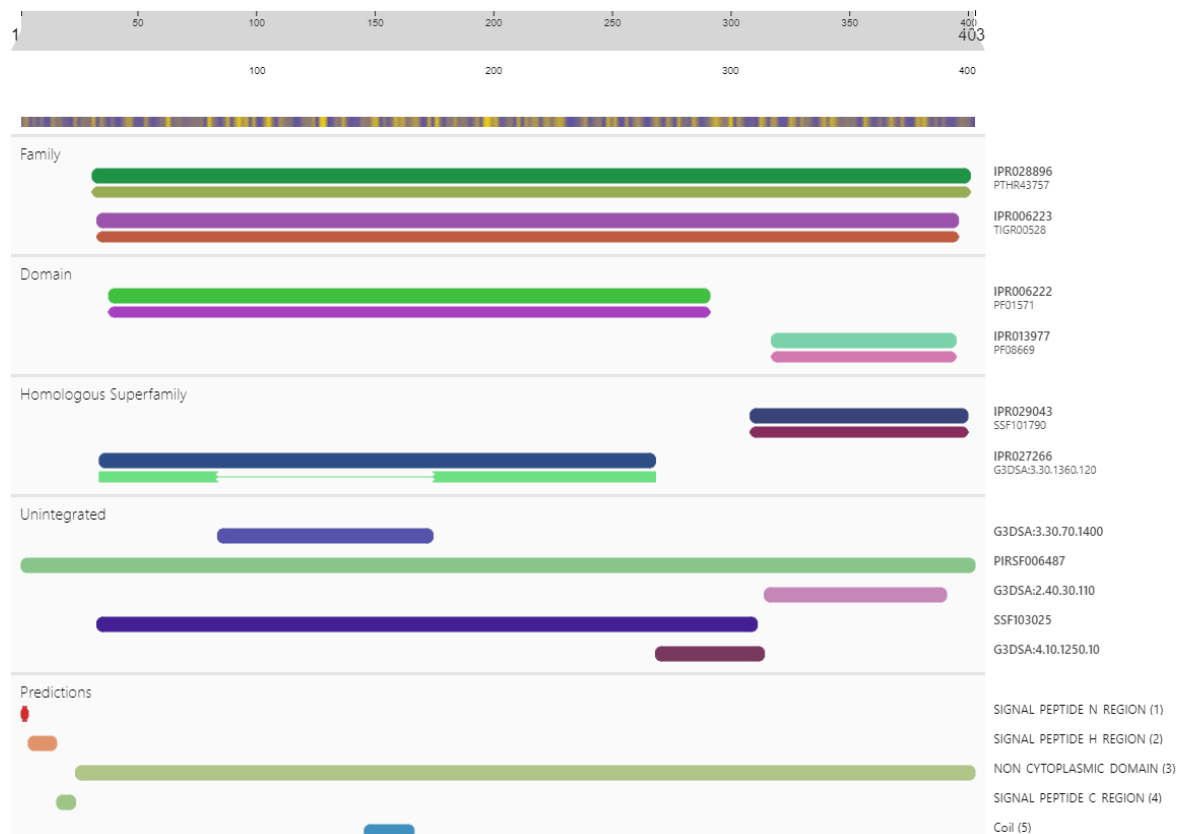 50 100 150 200 250 300 350 400
1 403
100 200 300 400
Family
IPR028896
PTHR43757
IPR006223
TIGR00528
Domain
IPR006222
PF01571
IPR013977
PF08669
Homologous Superfamily
IPR029043
SSF101790
IPR027266
G3DSA:3.30.1360.120
Unintegrated
G3DSA:3.30.70.1400
PIRSF006487
G3DSA:2.40.30.110
SSF103025
G3DSA:4.10.1250.10
Predictions
SIGNAL PEPTIDE N REGION (1)
SIGNAL PEPTIDE H REGION (2)
NON CYTOPLASMIC DOMAIN (3)
SIGNAL PEPTIDE C REGION (4)
Coil (5)